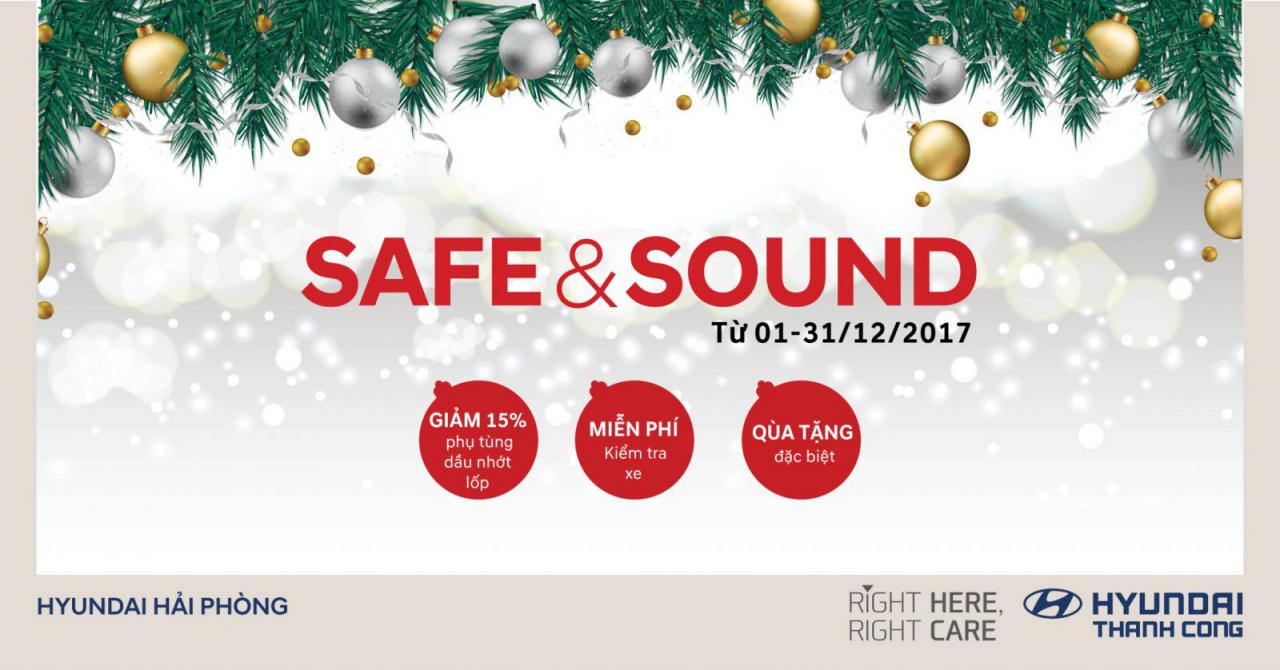 SAFE & SOUND
Từ 01-31/12/2017
GIẢM 15%
phụ tùng
dầu nhớt
lốp
MIỄN PHÍ
Kiểm tra
xe
QÙA TẶNG
đặc biệt
HYUNDAI HẢI PHÒNG
RIGHT HERE,
RIGHT CARE
HYUNDAI
THANH CONG